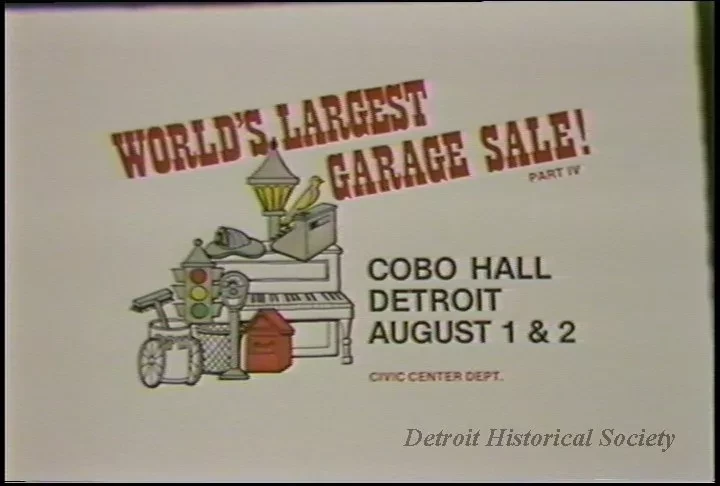 WORLD'S LARGEST
GARAGE SALE!
PART IV
COBO HALL
DETROIT
AUGUST 1 & 2
CIVIC CENTER DEPT.
Detroit Historical Society